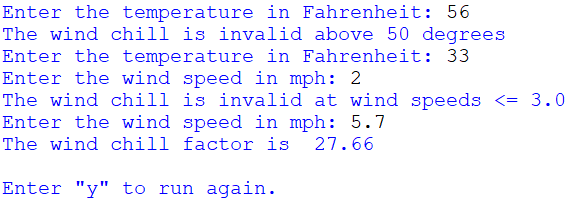 Enter the temperature in Fahrenheit: 56
The wind chill is invalid above 50 degrees
Enter the temperature in Fahrenheit: 33
Enter the wind speed in mph: 2
The wind chill is invalid at wind speeds <= 3.0
Enter the wind speed in mph: 5.7
The wind chill factor is  27.66
Enter "y" to run again.